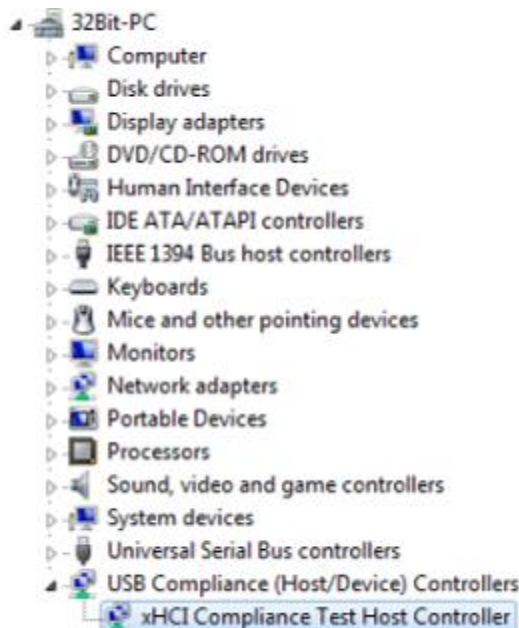 32Bit-PC
Computer
Disk drives
Display adapters
DVD/CD-ROM drives
Human Interface Devices
IDE ATA/ATAPI controllers
IEEE 1394 Bus host controllers
Keyboards
Mice and other pointing devices
Monitors
Network adapters
Portable Devices
Processors
Sound, video and game controllers
System devices
Universal Serial Bus controllers
USB Compliance (Host/Device) Controllers
xHCI Compliance Test Host Controller